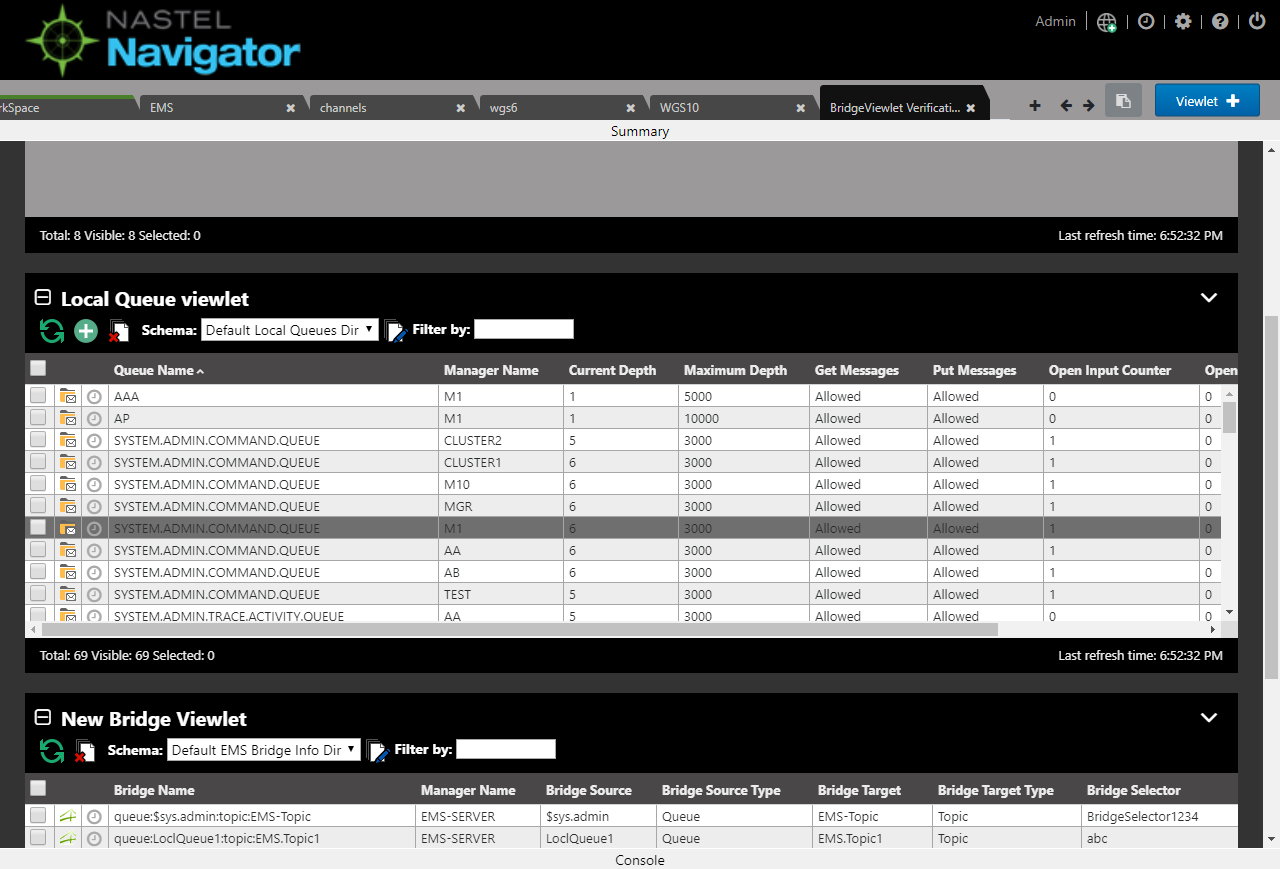 NASTEL
Navigator
Admin
rkSpace EMS channels wgs6 WGS10 BridgeViewlet Verificati... Viewlet
Summary
Total: 8 Visible: 8 Selected: 0 Last refresh time: 6:52:32 PM
Local Queue viewlet
Schema: Default Local Queues Dir Filter by:
Queue Name Manager Name Current Depth Maximum Depth Get Messages Put Messages Open Input Counter Open
AAA M1 1 5000 Allowed Allowed 0 0
AP M1 1 10000 Allowed Allowed 0 0
SYSTEM.ADMIN.COMMAND.QUEUE CLUSTER2 5 3000 Allowed Allowed 1 0
SYSTEM.ADMIN.COMMAND.QUEUE CLUSTER1 6 3000 Allowed Allowed 1 0
SYSTEM.ADMIN.COMMAND.QUEUE M10 6 3000 Allowed Allowed 1 0
SYSTEM.ADMIN.COMMAND.QUEUE MGR 6 3000 Allowed Allowed 1 0
SYSTEM.ADMIN.COMMAND.QUEUE M1 6 3000 Allowed Allowed 1 0
SYSTEM.ADMIN.COMMAND.QUEUE AA 6 3000 Allowed Allowed 1 0
SYSTEM.ADMIN.COMMAND.QUEUE AB 6 3000 Allowed Allowed 1 0
SYSTEM.ADMIN.COMMAND.QUEUE TEST 5 3000 Allowed Allowed 1 0
SYSTEM.ADMIN.TRACE.ACTIVITY.QUEUE AA 5 3000 Allowed Allowed 0 0
Total: 69 Visible: 69 Selected: 0 Last refresh time: 6:52:32 PM
New Bridge Viewlet
Schema: Default EMS Bridge Info Dir Filter by:
Bridge Name Manager Name Bridge Source Bridge Source Type Bridge Target Bridge Target Type Bridge Selector
queue:$sys.admin:topic:EMS-Topic EMS-SERVER $sys.admin Queue EMS-Topic Topic BridgeSelector1234
queue:LoclQueue1:topic:EMS.Topic1 EMS-SERVER LoclQueue1 Queue EMS.Topic1 Topic abc
Console